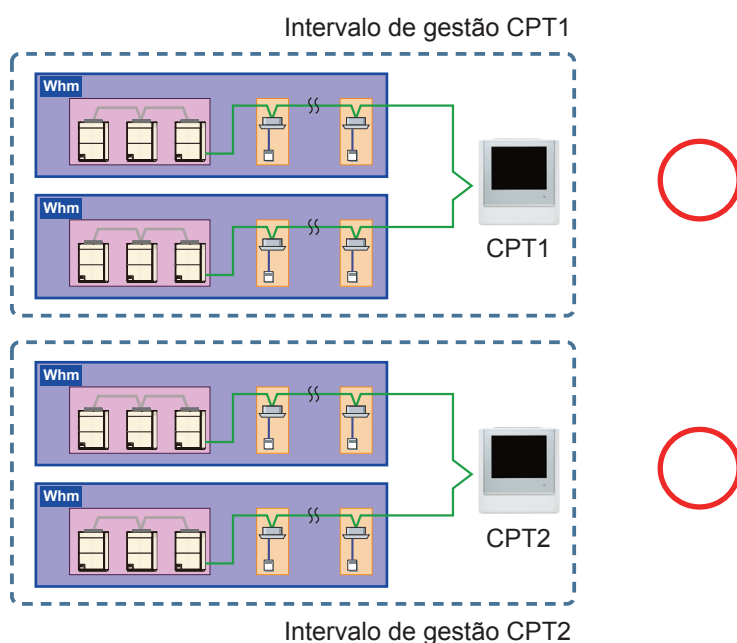 Intervalo de gestão CPT1
Whm
Whm
CPT1
Whm
Whm
CPT2
Intervalo de gestão CPT2